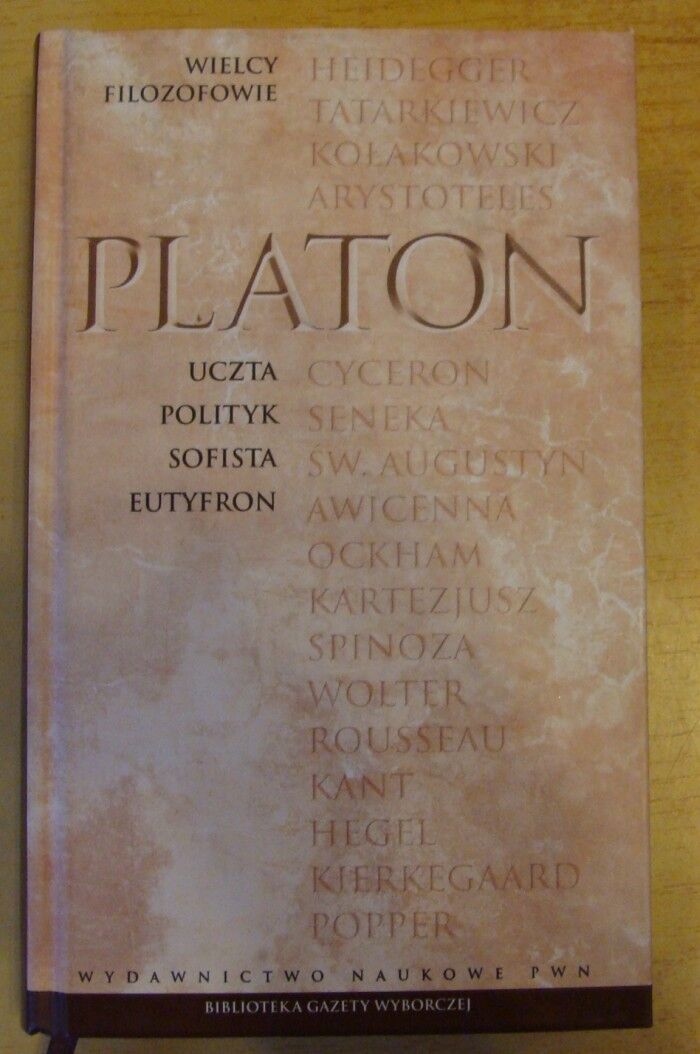 WIELCY
FILOZOFOWIE
HEIDEGGER
TATARKIEWICZ
KOŁAKOWSKI
ARYSTOTELES
PLATON
UCZTA
POLITYK
SOFISTA
EUTYFRON
CYCERON
SENEKA
ŚW. AUGUSTYN
AWICENNA
OCKHAM
KARTEZJUSZ
SPINOZA
WOLTER
ROUSSEAU
KANT
HEGEL
KIERKEGAARD
POPPER
WYDAWNICTWO NAUKOWE PWN
BIBLIOTEKA GAZETY WYBORCZEJ